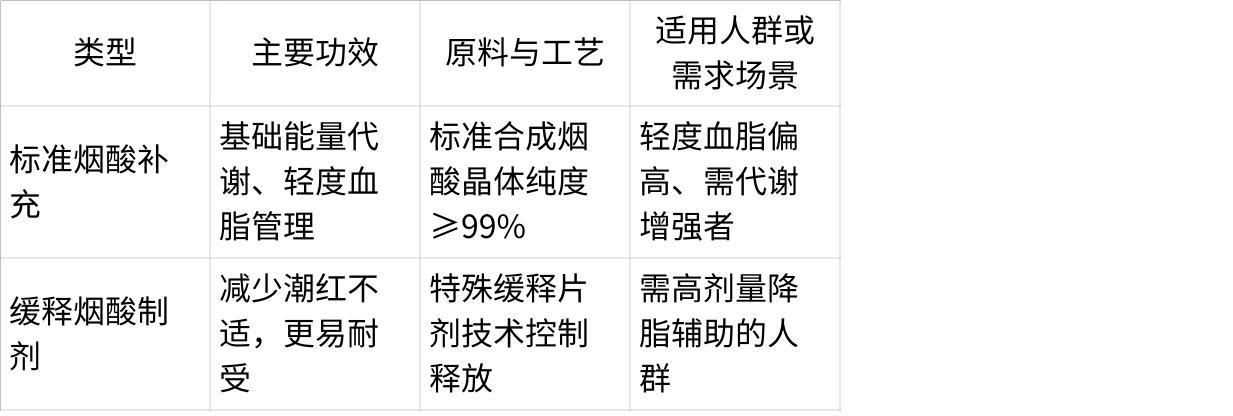 类型
主要功效
原料与工艺
适用人群或
需求场景
标准烟酸补
充
基础能量代
谢、轻度血
脂管理
标准合成烟
酸晶体纯度
≥99%
轻度血脂偏
高、需代谢
增强者
缓释烟酸制
剂
减少潮红不
适，更易耐
受
特殊缓释片
剂技术控制
释放
需高剂量降
脂辅助的人
群